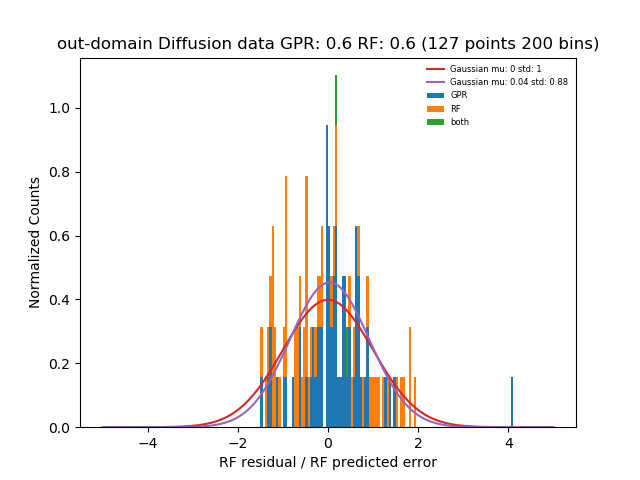 out-domain Diffusion data GPR: 0.6 RF: 0.6 (127 points 200 bins)
Gaussian mu: 0 std: 1
Gaussian mu: 0.04 std: 0.88
GPR
RF
both
Normalized Counts
1.0
0.8
0.6
0.4
0.2
0.0
−4
−2
0
2
4
RF residual / RF predicted error